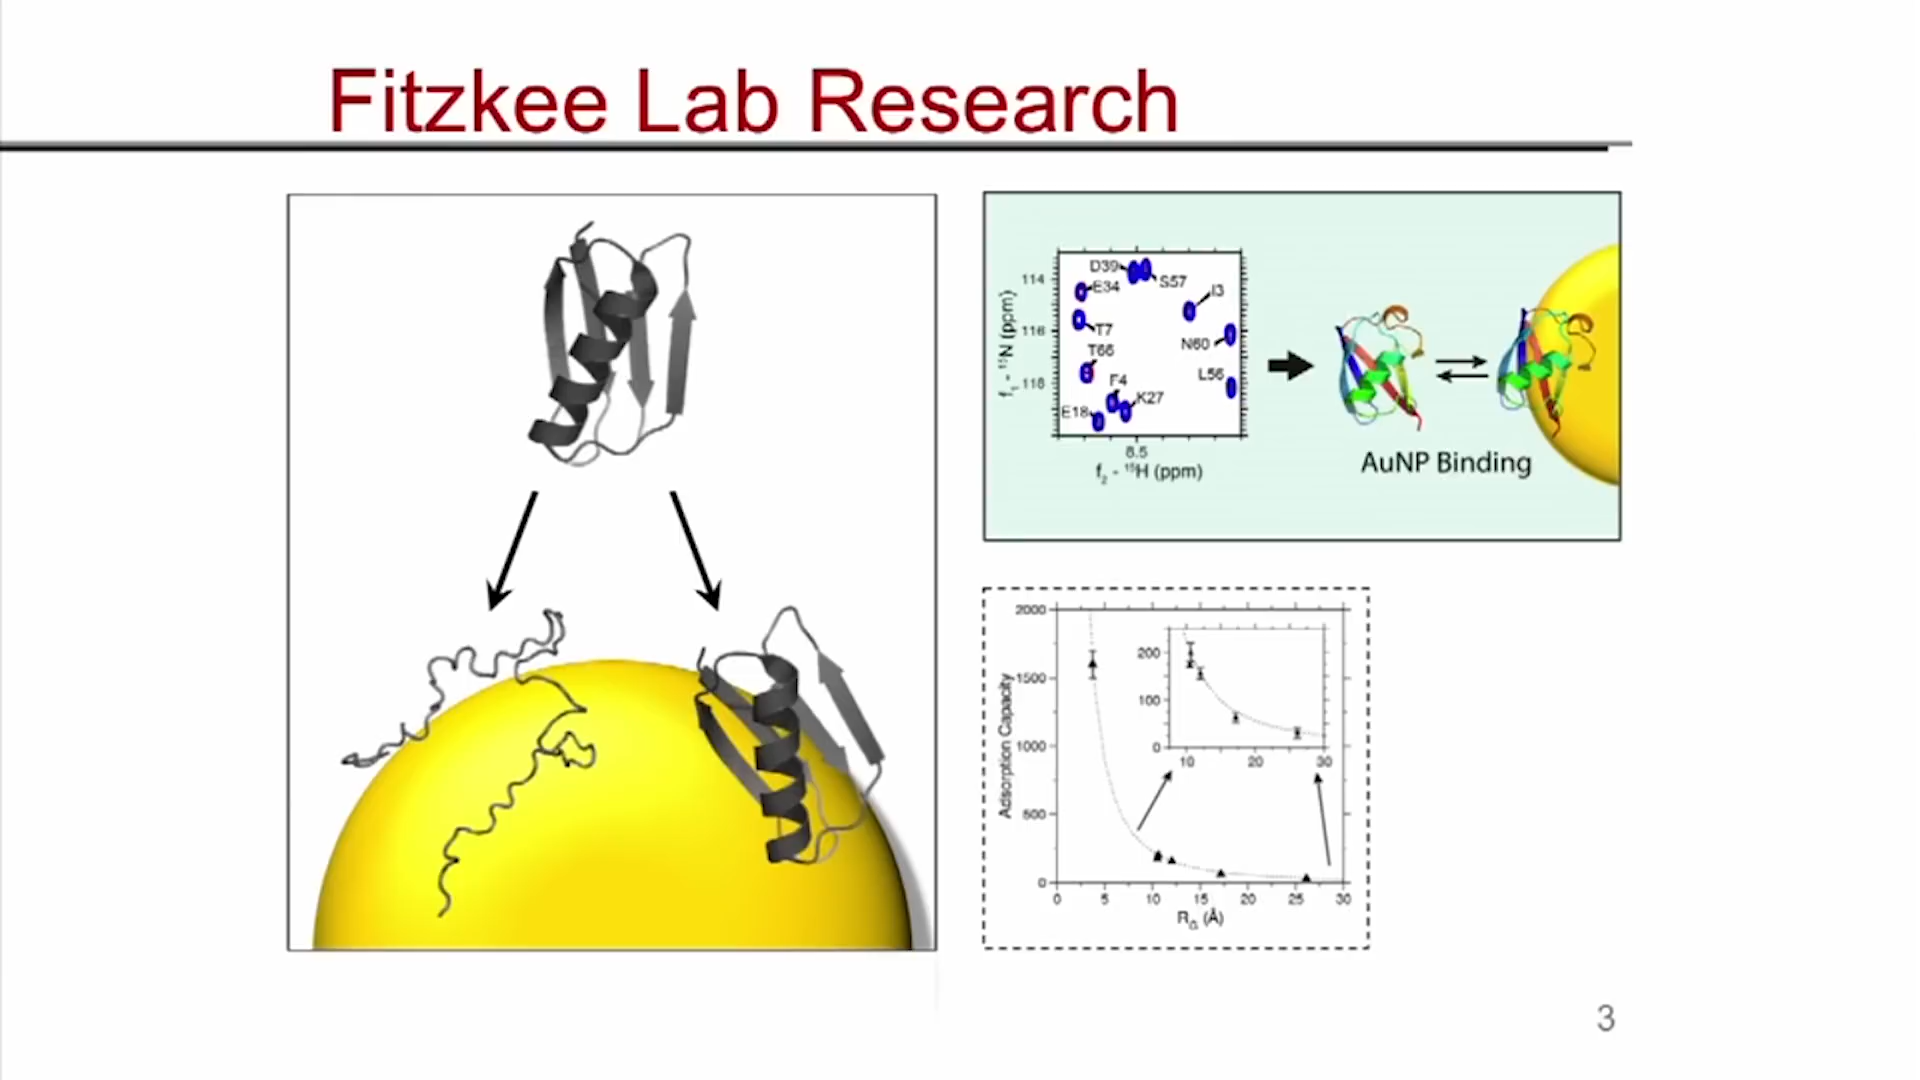 Fitzkee Lab Research
D39
S57
E34
I3
T7
N60
T66
L56
F4
K27
E18
114
116
118
f1 - 15N (ppm)
8.5
f2 - 15H (ppm)
AuNP Binding
2000
1500
1000
500
0
Adsorption Capacity
200
100
0
10 20 30
0 5 10 15 20 25 30
RG (Å)
3